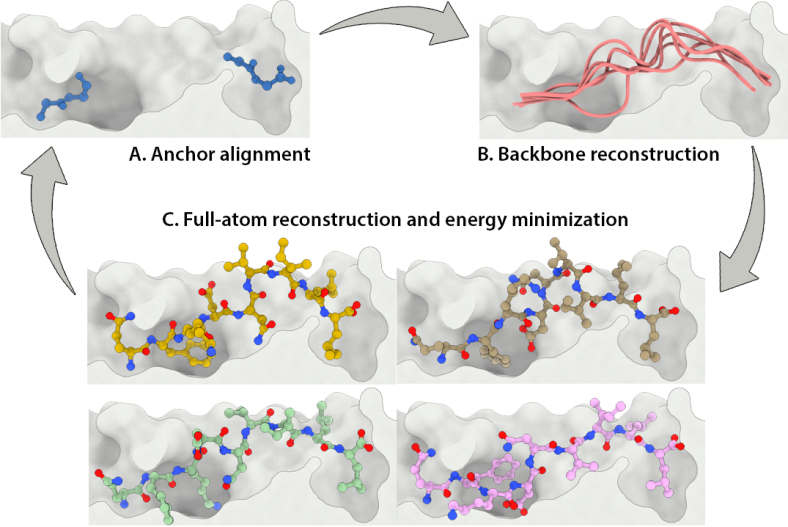 A. Anchor alignment
B. Backbone reconstruction
C. Full-atom reconstruction and energy minimization